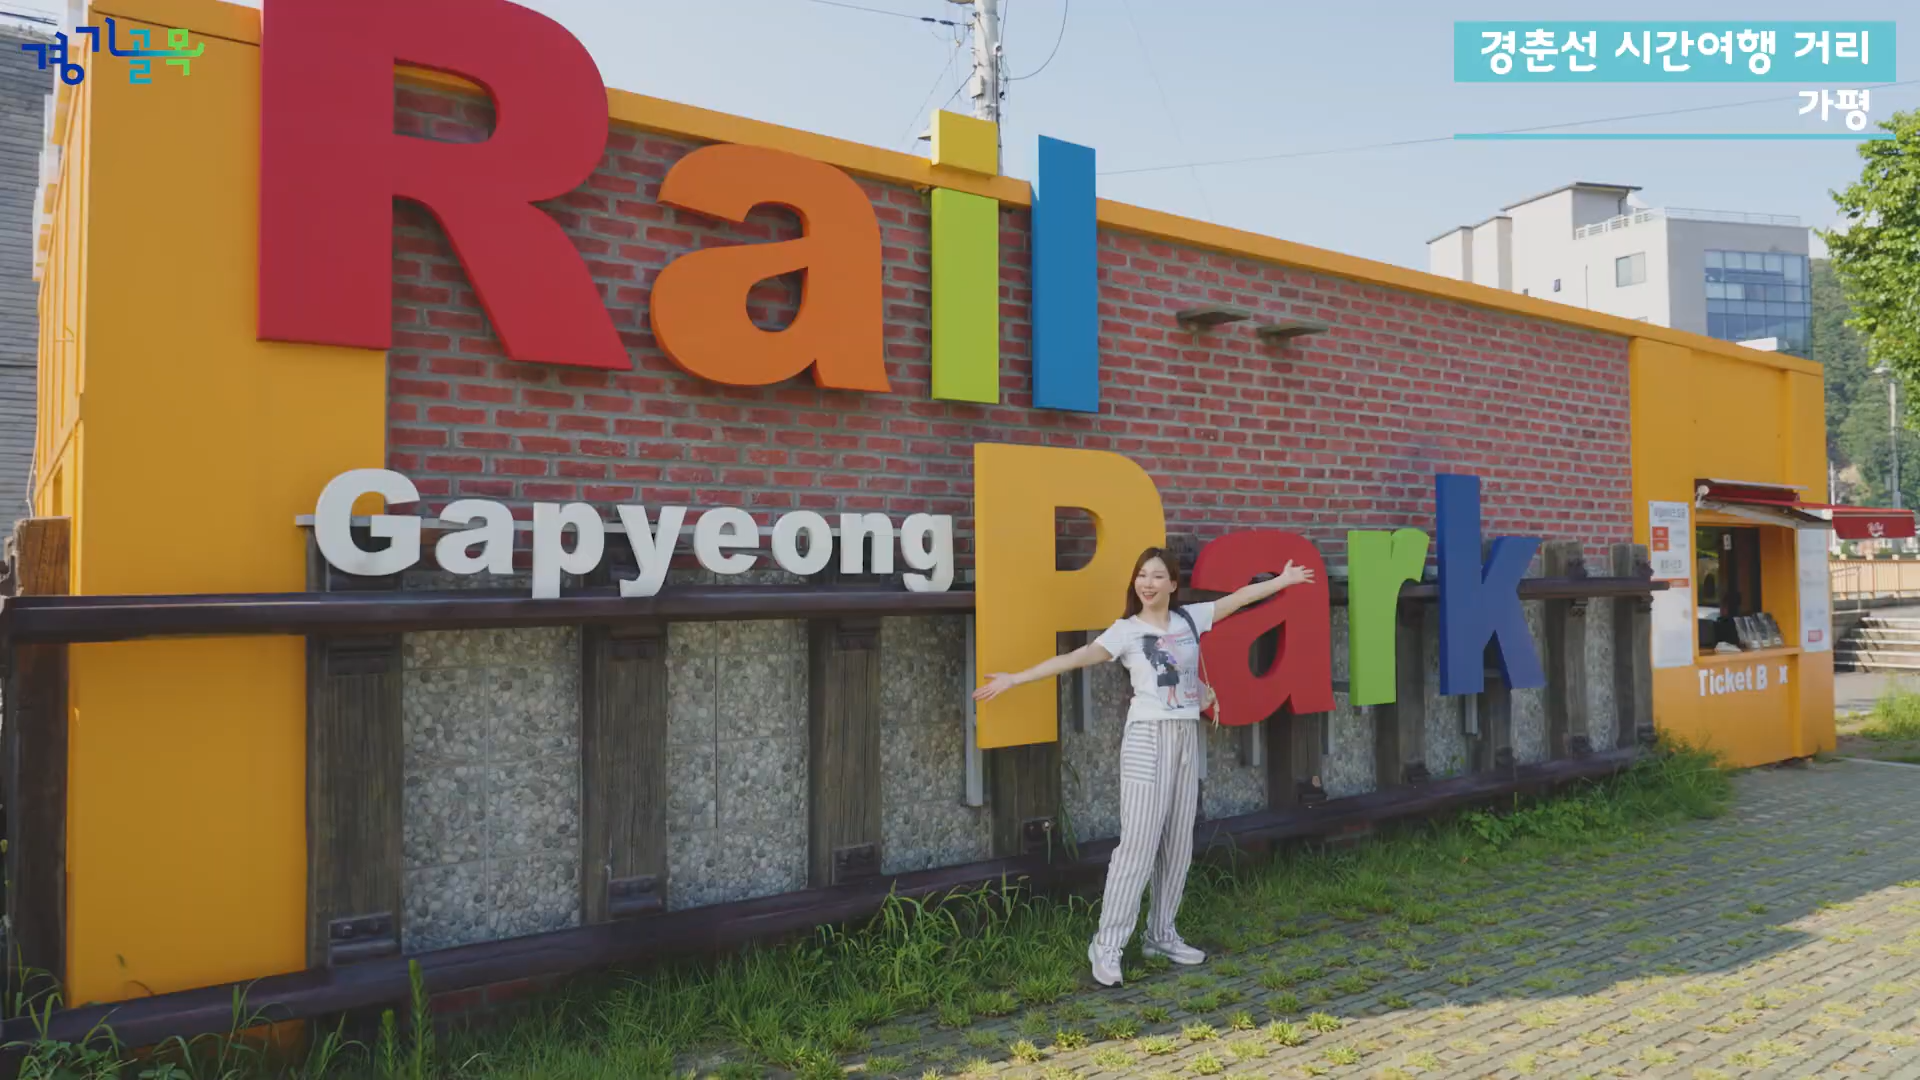 경기골목
경춘선 시간여행 거리
가평
Rail
Gapyeong Park
Ticket B x